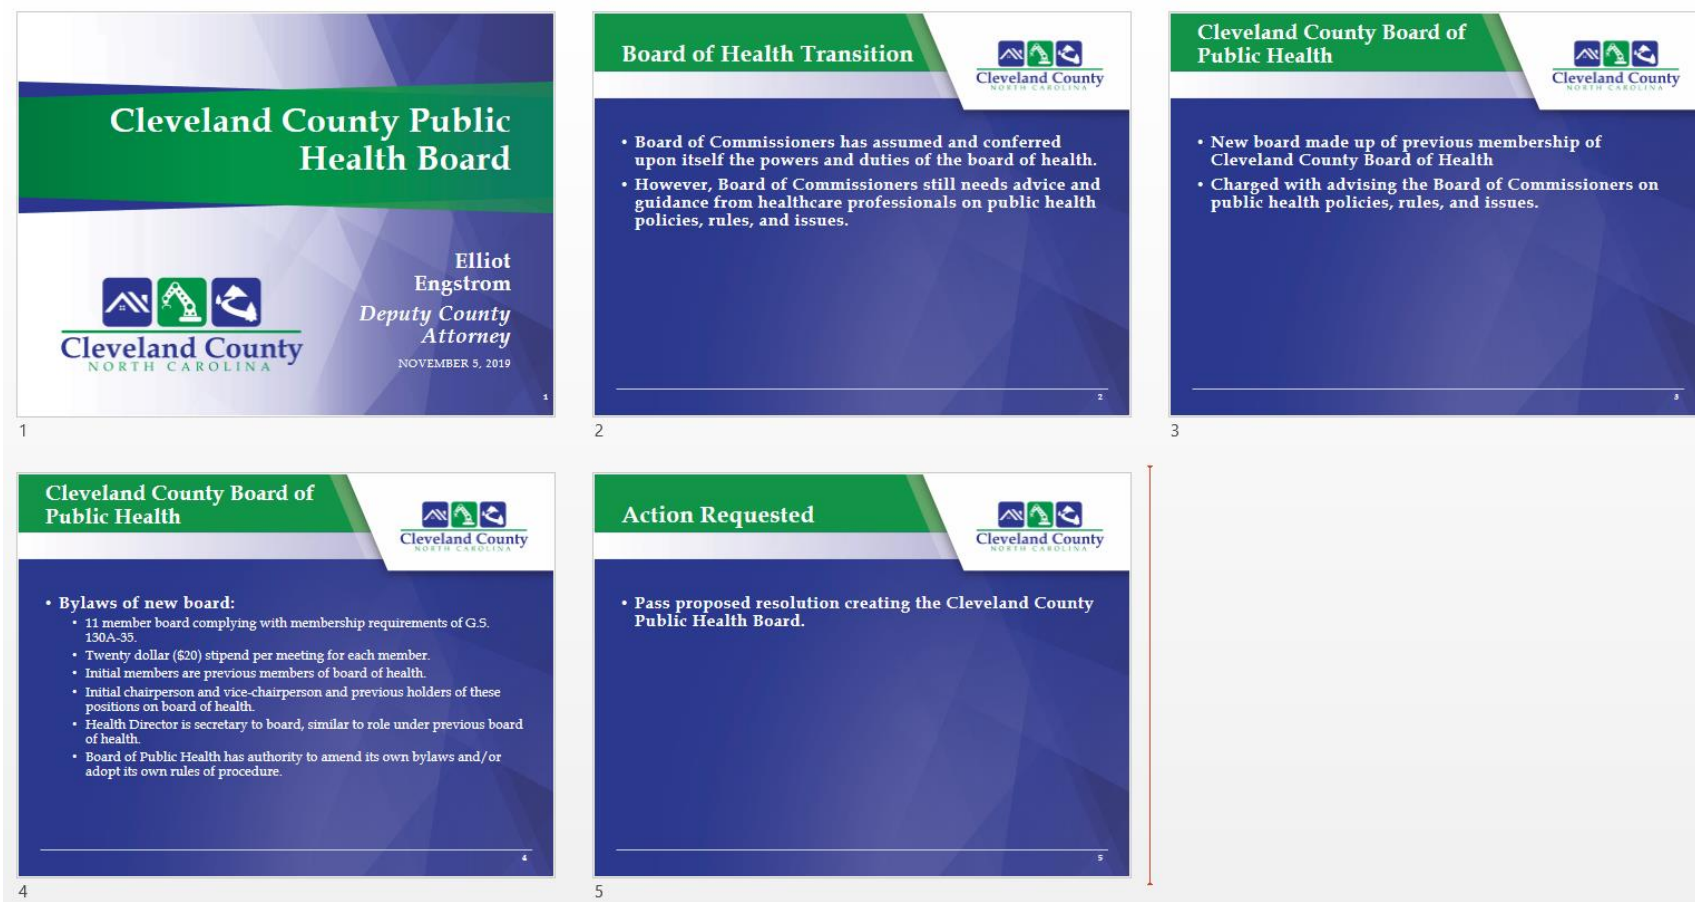 Cleveland County Public
Health Board
Elliot
Engstrom
Deputy County
Attorney
NOVEMBER 5, 2019
Cleveland County
NORTH CAROLINA
1
1
Board of Health Transition
Cleveland County
NORTH CAROLINA
• Board of Commissioners has assumed and conferred
upon itself the powers and duties of the board of health.
• However, Board of Commissioners still needs advice and
guidance from healthcare professionals on public health
policies, rules, and issues.
2
2
Cleveland County Board of
Public Health
Cleveland County
NORTH CAROLINA
• New board made up of previous membership of
Cleveland County Board of Health
• Charged with advising the Board of Commissioners on
public health policies, rules, and issues.
3
3
Cleveland County Board of
Public Health
Cleveland County
NORTH CAROLINA
• Bylaws of new board:
• 11 member board complying with membership requirements of G.S.
130A-35.
• Twenty dollar ($20) stipend per meeting for each member.
• Initial members are previous members of board of health.
• Initial chairperson and vice-chairperson and previous holders of these
positions on board of health.
• Health Director is secretary to board, similar to role under previous board
of health.
• Board of Public Health has authority to amend its own bylaws and/or
adopt its own rules of procedure.
4
4
Action Requested
Cleveland County
NORTH CAROLINA
• Pass proposed resolution creating the Cleveland County
Public Health Board.
5
5